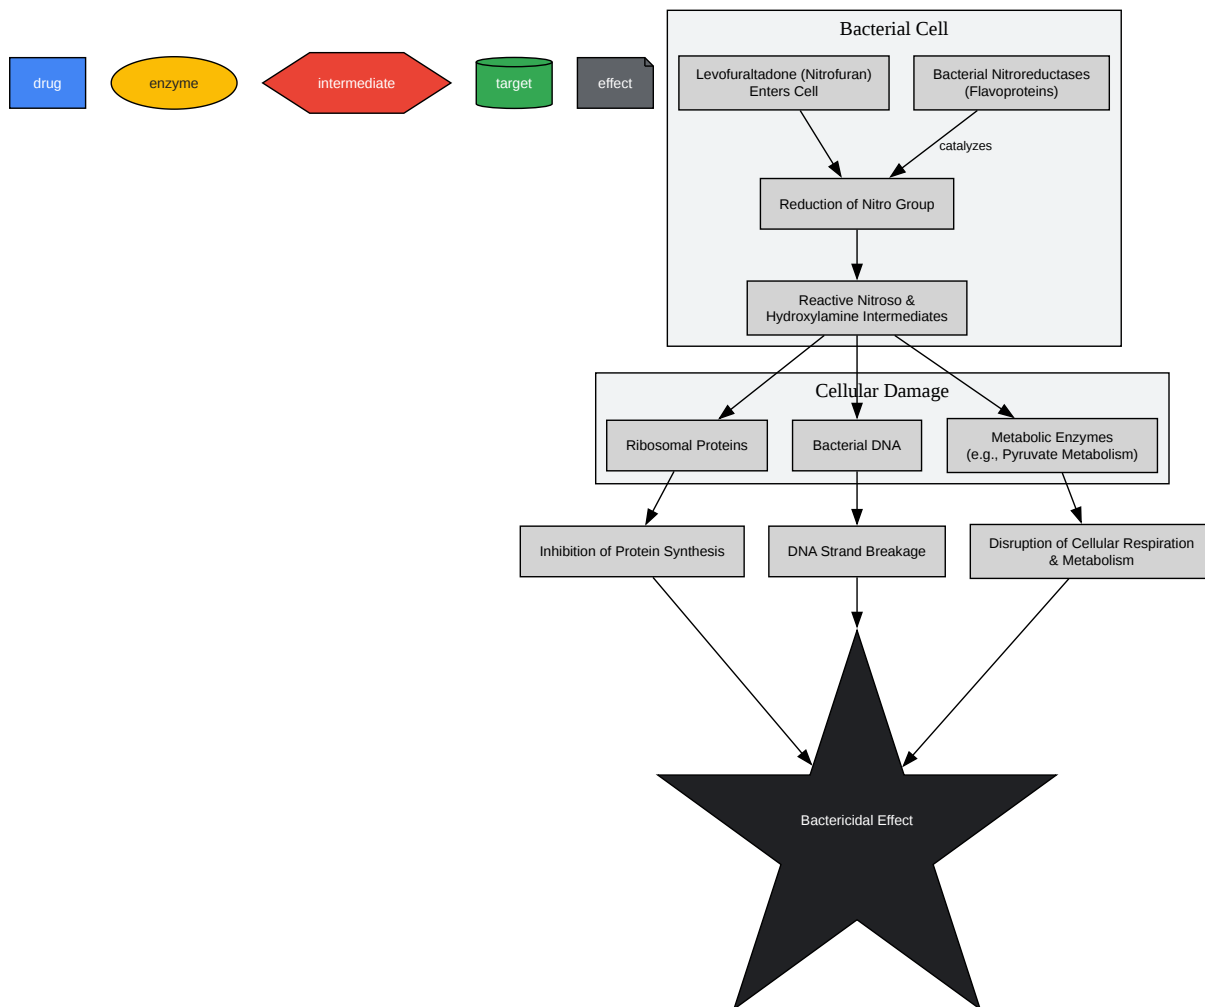 Bacterial Cell
drug
enzyme
intermediate
target
effect
Levofuraltadone (Nitrofuran)
Enters Cell
Bacterial Nitroreductases
(Flavoproteins)
catalyzes
Reduction of Nitro Group
Reactive Nitroso &
Hydroxylamine Intermediates
Cellular Damage
Ribosomal Proteins
Bacterial DNA
Metabolic Enzymes
(e.g., Pyruvate Metabolism)
Inhibition of Protein Synthesis
DNA Strand Breakage
Disruption of Cellular Respiration
& Metabolism
Bactericidal Effect